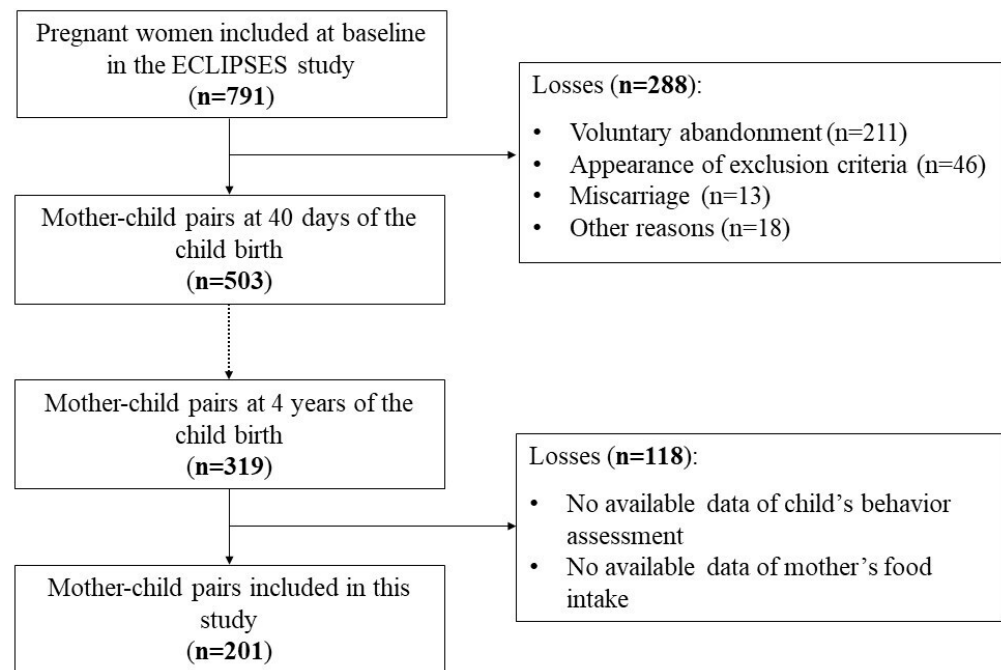 Pregnant women included at baseline
in the ECLIPSES study
(n=791)
Losses (n=288):
• Voluntary abandonment (n=211)
• Appearance of exclusion criteria (n=46)
• Miscarriage (n=13)
• Other reasons (n=18)
Mother-child pairs at 40 days of the
child birth
(n=503)
Mother-child pairs at 4 years of the
child birth
(n=319)
Losses (n=118):
• No available data of child’s behavior
assessment
• No available data of mother’s food
intake
Mother-child pairs included in this
study
(n=201)